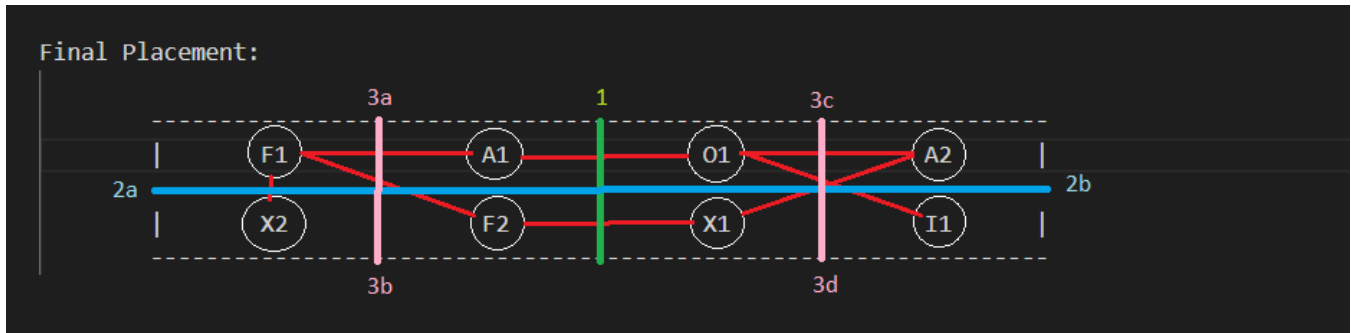 Final Placement:
3a 1 3c
| F1 A1 O1 A2 |
2a 2b
| X2 F2 X1 I1 |
3b 3d